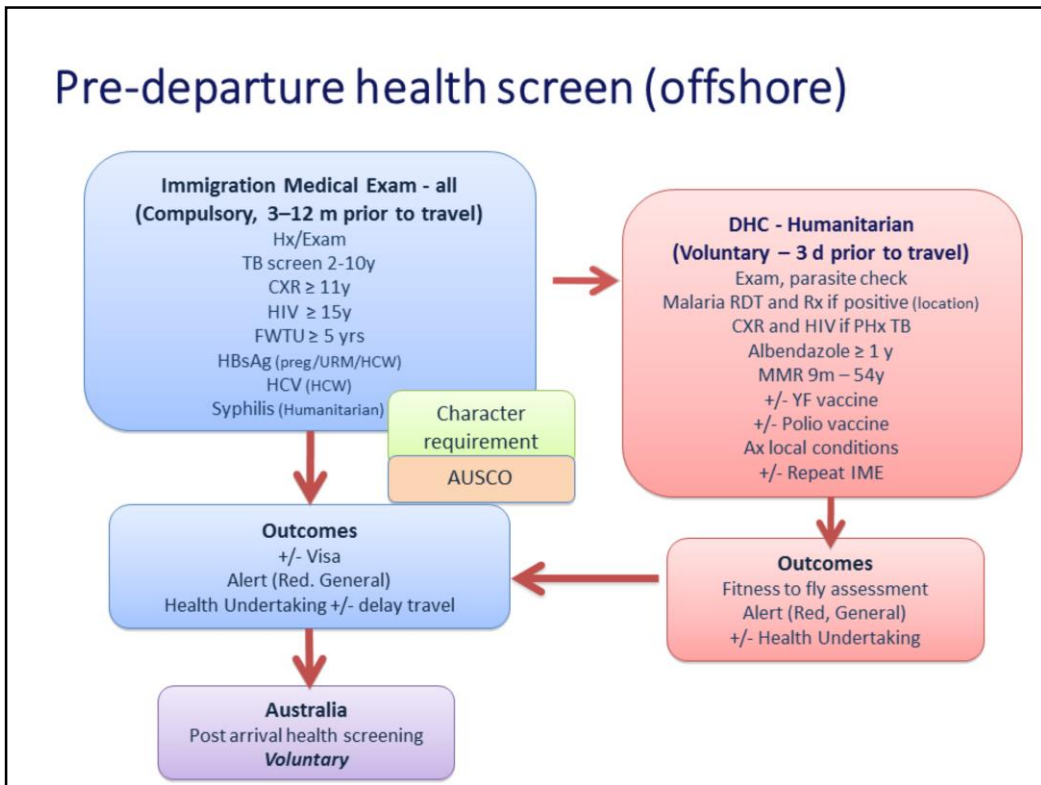 Pre-departure health screen (offshore)
Immigration Medical Exam - all
(Compulsory, 3–12 m prior to travel)
Hx/Exam
TB screen 2-10y
CXR ≥ 11y
HIV ≥ 15y
FWTU ≥ 5 yrs
HBsAg (preg/URM/HCW)
HCV (HCW)
Syphilis (Humanitarian)
Character
requirement
AUSCO
DHC - Humanitarian
(Voluntary – 3 d prior to travel)
Exam, parasite check
Malaria RDT and Rx if positive (location)
CXR and HIV if PHx TB
Albendazole ≥ 1 y
MMR 9m – 54y
+/- YF vaccine
+/- Polio vaccine
Ax local conditions
+/- Repeat IME
Outcomes
+/- Visa
Alert (Red. General)
Health Undertaking +/- delay travel
Outcomes
Fitness to fly assessment
Alert (Red, General)
+/- Health Undertaking
Australia
Post arrival health screening
Voluntary